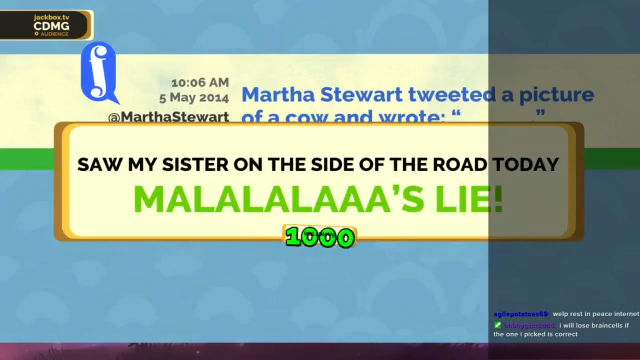 jackbox.tv
CDMG
AUDIENCE
10:06 AM
5 May 2014
@MarthaStewart
Martha Stewart tweeted a picture
of a cow and wrote: “ ”
SAW MY SISTER ON THE SIDE OF THE ROAD TODAY
MALALALAAA'S LIE!
1000
welp rest in peace internet
i will lose braincells if
the one i picked is correct